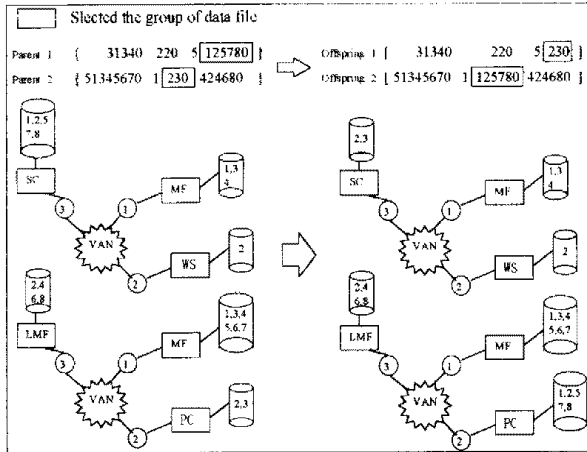 Slected the group of data file
Parent 1 { 31340 220 5 125780 }
Offspring 1 [ 31340 220 5 230 ]
Parent 2 { 51345670 1 230 424680 }
Offspring 2 [ 51345670 1 125780 424680 ]
1,2,5
7,8
SC
3
VAN
1
MF
1,3
4
2
WS
2
2,3
SC
3
VAN
1
MF
1,3
4
2
WS
2
2,4
6,8
LMF
3
VAN
1
MF
1,3,4
5,6,7
2
PC
2,3
2,4
6,8
LMF
3
VAN
1
MF
1,3,4
5,6,7
2
PC
1,2,5
7,8